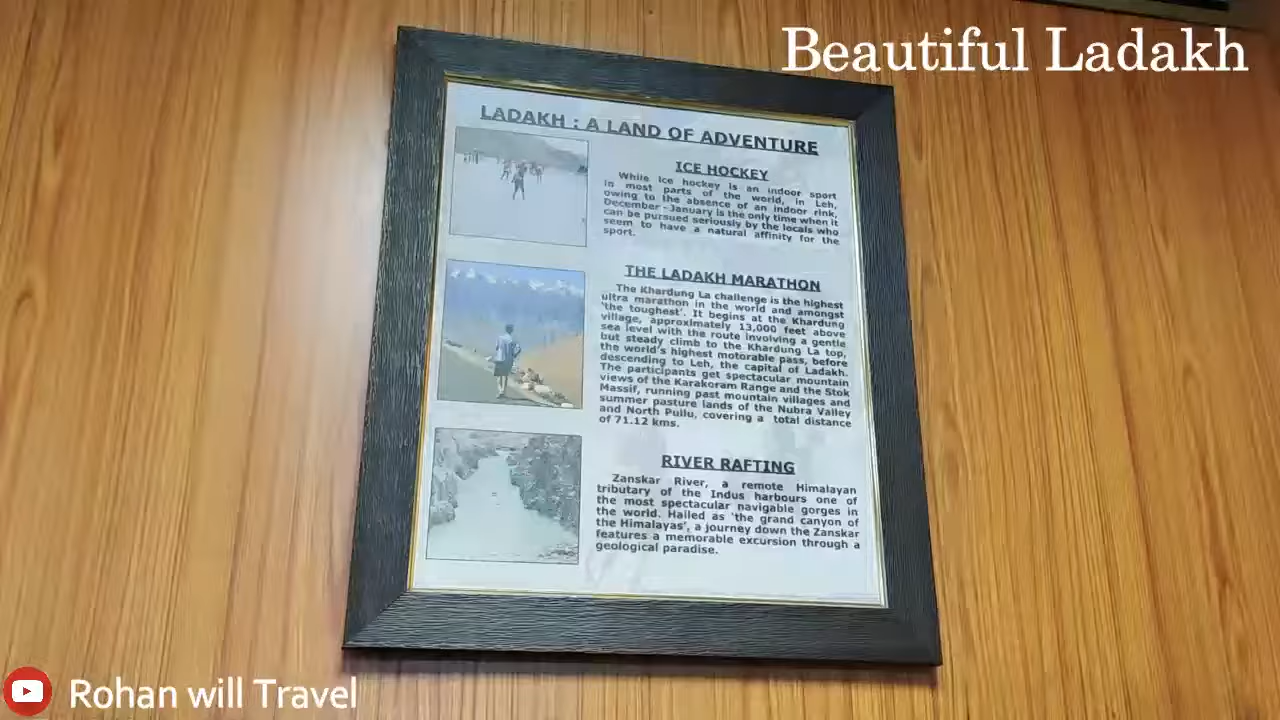 Beautiful Ladakh
LADAKH : A LAND OF ADVENTURE
ICE HOCKEY
While ice hockey is an indoor sport
in most parts of the world, in Leh,
owing to the absence of an indoor rink,
December - January is the only time when it
can be pursued seriously by the locals who
seem to have a natural affinity for the
sport.
THE LADAKH MARATHON
The Khardung La challenge is the highest
ultra marathon in the world and amongst
'the toughest'. It begins at the Khardung
village, approximately 13,000 feet above
sea level with the route involving a gentle
but steady climb to the Khardung La top,
the world's highest motorable pass, before
descending to Leh, the capital of Ladakh.
The participants get spectacular mountain
views of the Karakoram Range and the Stok
Massif, running past mountain villages and
summer pasture lands of the Nubra Valley
and North Pullu, covering a total distance
of 71.12 kms.
RIVER RAFTING
Zanskar River, a remote Himalayan
tributary of the Indus harbours one of
the most spectacular navigable gorges in
the world. Hailed as 'the grand canyon of
the Himalayas', a journey down the Zanskar
features a memorable excursion through a
geological paradise.
Rohan will Travel